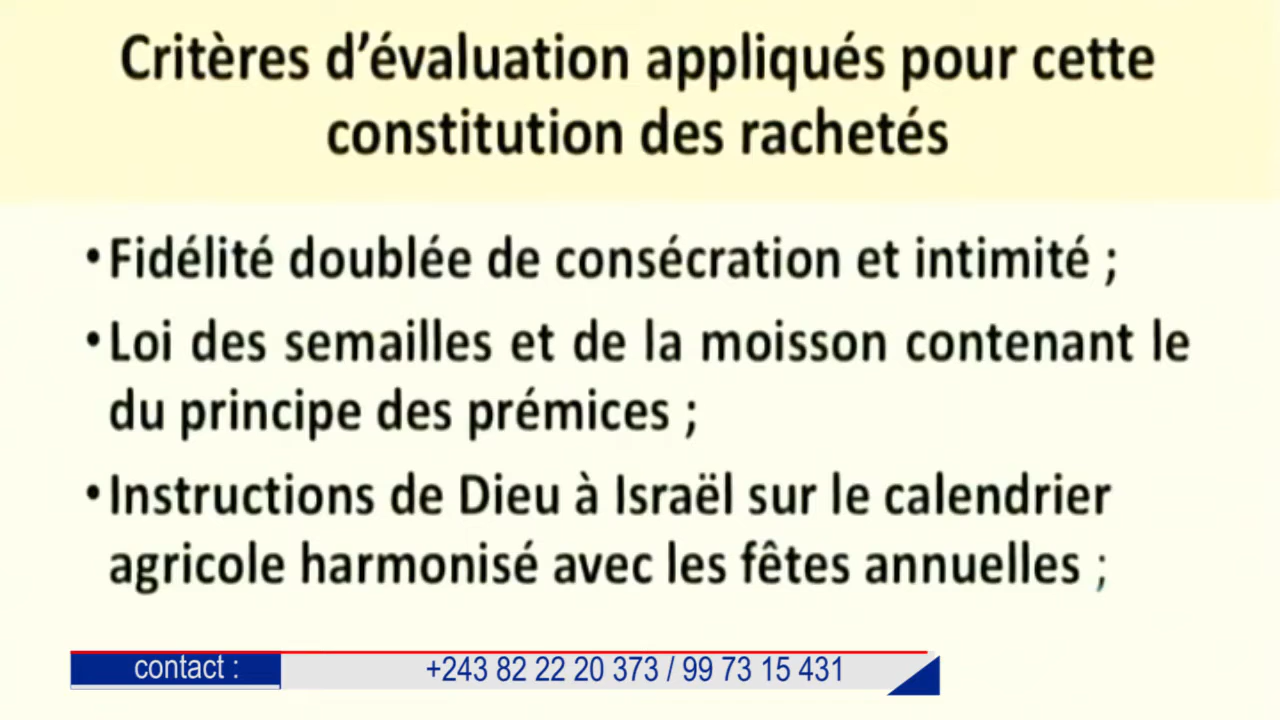 Critères d’évaluation appliqués pour cette
constitution des rachetés
• Fidélité doublée de consécration et intimité ;
• Loi des semailles et de la moisson contenant le
du principe des prémices ;
• Instructions de Dieu à Israël sur le calendrier
agricole harmonisé avec les fêtes annuelles ;
contact : +243 82 22 20 373 / 99 73 15 431